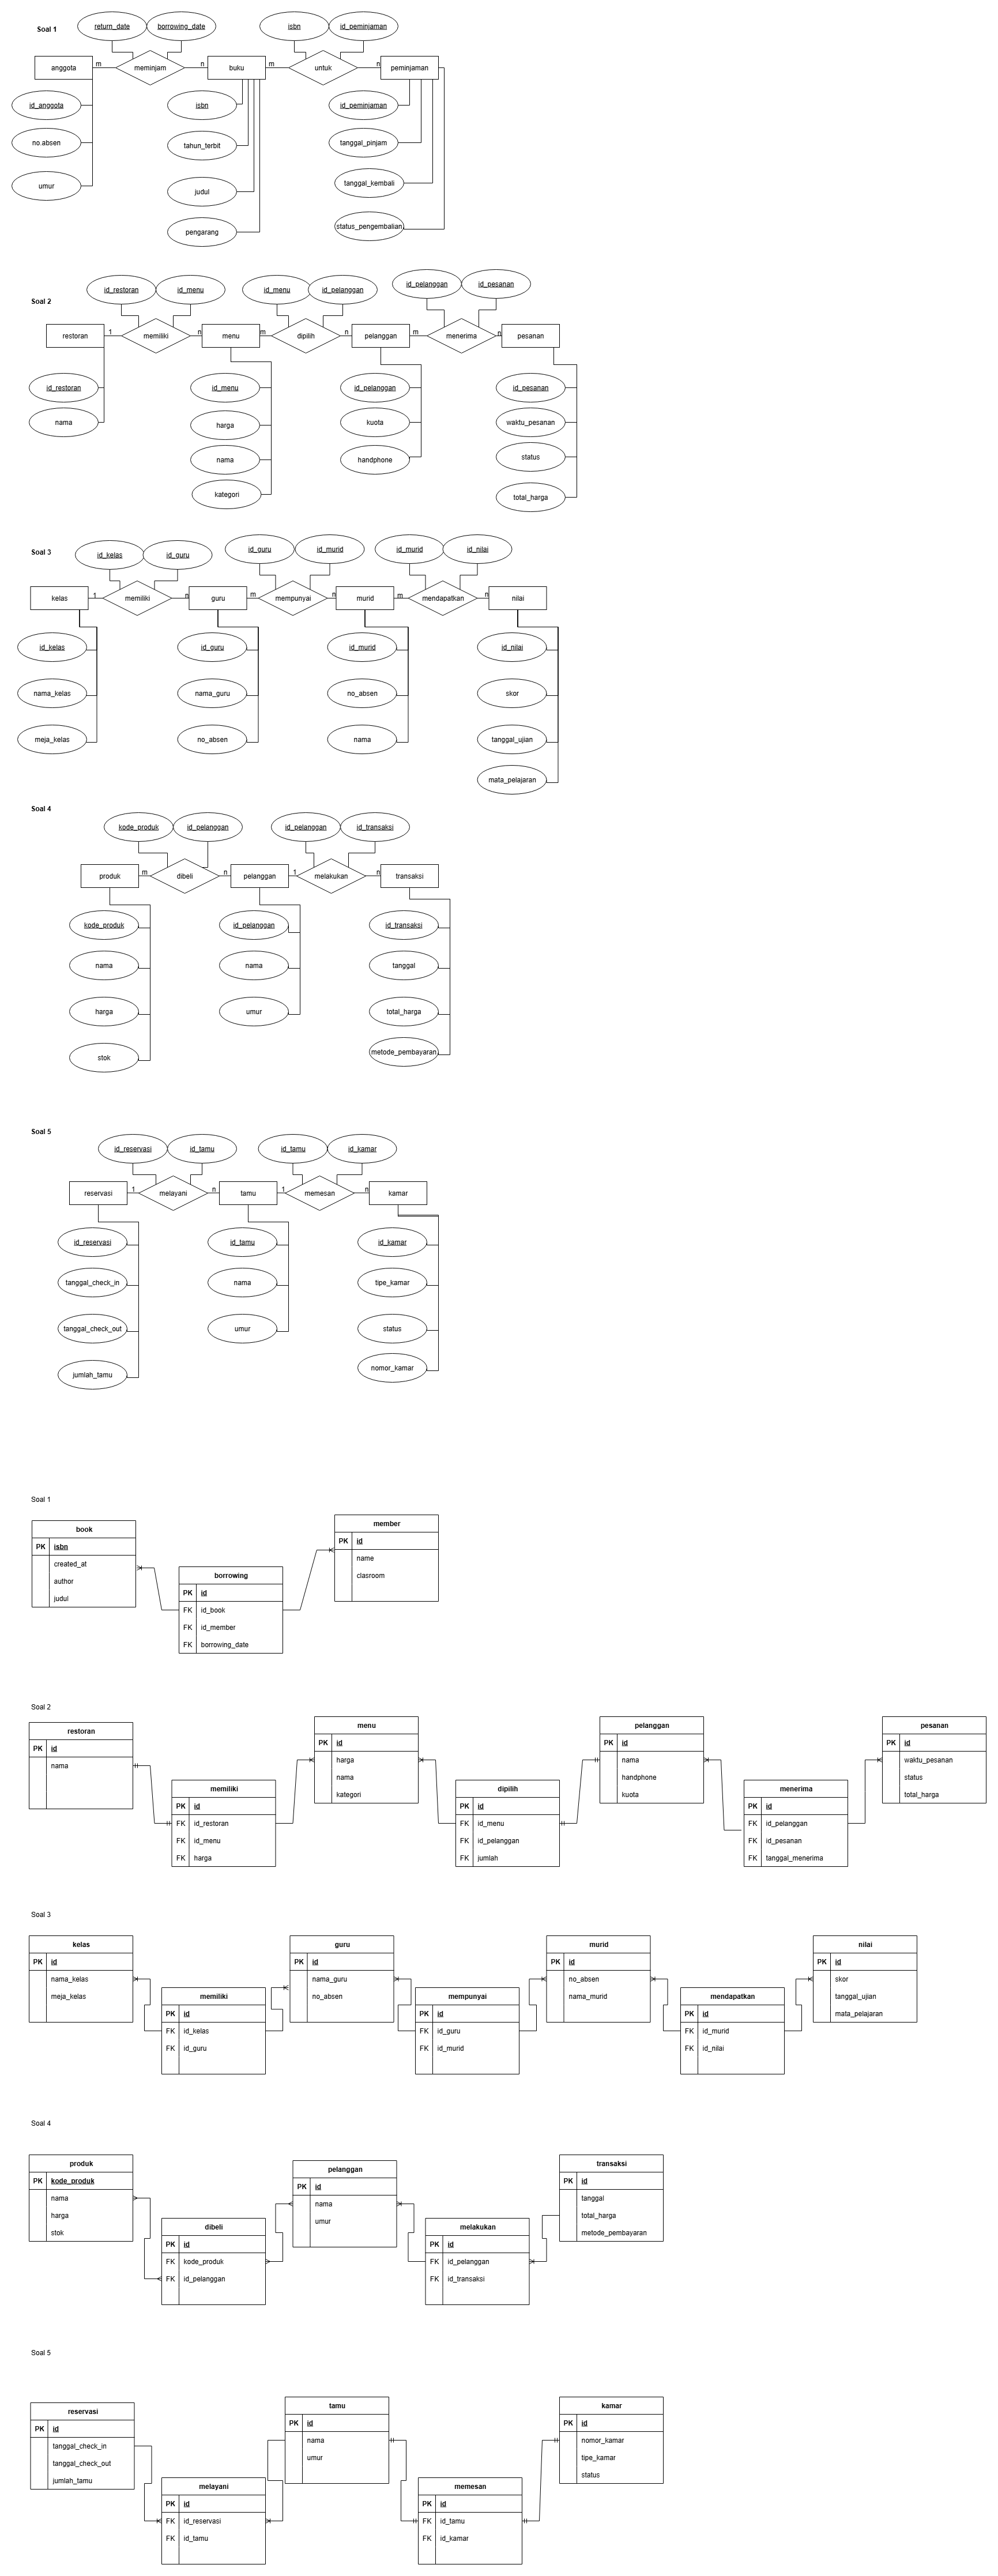 Soal 1
return_date borrowing_date isbn id_peminjaman
anggota m meminjam n buku m untuk n peminjaman
id_anggota isbn id_peminjaman
no.absen tahun_terbit tanggal_pinjam
umur judul tanggal_kembali
pengarang status_pengembalian
Soal 2
id_restoran id_menu id_menu id_pelanggan id_pelanggan id_pesanan
restoran 1 memiliki n menu m dipilih n pelanggan m menerima n pesanan
id_restoran id_menu id_pelanggan id_pesanan
nama harga kuota waktu_pesanan
nama handphone status
kategori total_harga
Soal 3
id_kelas id_guru id_guru id_murid id_murid id_nilai
kelas 1 memiliki n guru m mempunyai n murid m mendapatkan n nilai
id_kelas id_guru id_murid id_nilai
nama_kelas nama_guru no_absen skor
meja_kelas no_absen nama tanggal_ujian
mata_pelajaran
Soal 4
kode_produk id_pelanggan id_pelanggan id_transaksi
produk m dibeli n pelanggan 1 melakukan n transaksi
kode_produk id_pelanggan id_transaksi
nama nama tanggal
harga umur total_harga
stok metode_pembayaran
Soal 5
id_reservasi id_tamu id_tamu id_kamar
reservasi 1 melayani n tamu 1 memesan n kamar
id_reservasi id_tamu id_kamar
tanggal_check_in nama tipe_kamar
tanggal_check_out umur status
jumlah_tamu nomor_kamar
Soal 1
book
PK isbn
created_at
author
judul
borrowing
PK id
FK id_book
FK id_member
FK borrowing_date
member
PK id
name
clasroom
Soal 2
restoran
PK id
nama
memiliki
PK id
FK id_restoran
FK id_menu
FK harga
menu
PK id
harga
nama
kategori
dipilih
PK id
FK id_menu
FK id_pelanggan
FK jumlah
pelanggan
PK id
nama
handphone
kuota
menerima
PK id
FK id_pelanggan
FK id_pesanan
FK tanggal_menerima
pesanan
PK id
waktu_pesanan
status
total_harga
Soal 3
kelas
PK id
nama_kelas
meja_kelas
memiliki
PK id
FK id_kelas
FK id_guru
guru
PK id
nama_guru
no_absen
mempunyai
PK id
FK id_guru
FK id_murid
murid
PK id
no_absen
nama_murid
mendapatkan
PK id
FK id_murid
FK id_nilai
nilai
PK id
skor
tanggal_ujian
mata_pelajaran
Soal 4
produk
PK kode_produk
nama
harga
stok
dibeli
PK id
FK kode_produk
FK id_pelanggan
pelanggan
PK id
nama
umur
melakukan
PK id
FK id_pelanggan
FK id_transaksi
transaksi
PK id
tanggal
total_harga
metode_pembayaran
Soal 5
reservasi
PK id
tanggal_check_in
tanggal_check_out
jumlah_tamu
melayani
PK id
FK id_reservasi
FK id_tamu
tamu
PK id
nama
umur
memesan
PK id
FK id_tamu
FK id_kamar
kamar
PK id
nomor_kamar
tipe_kamar
status